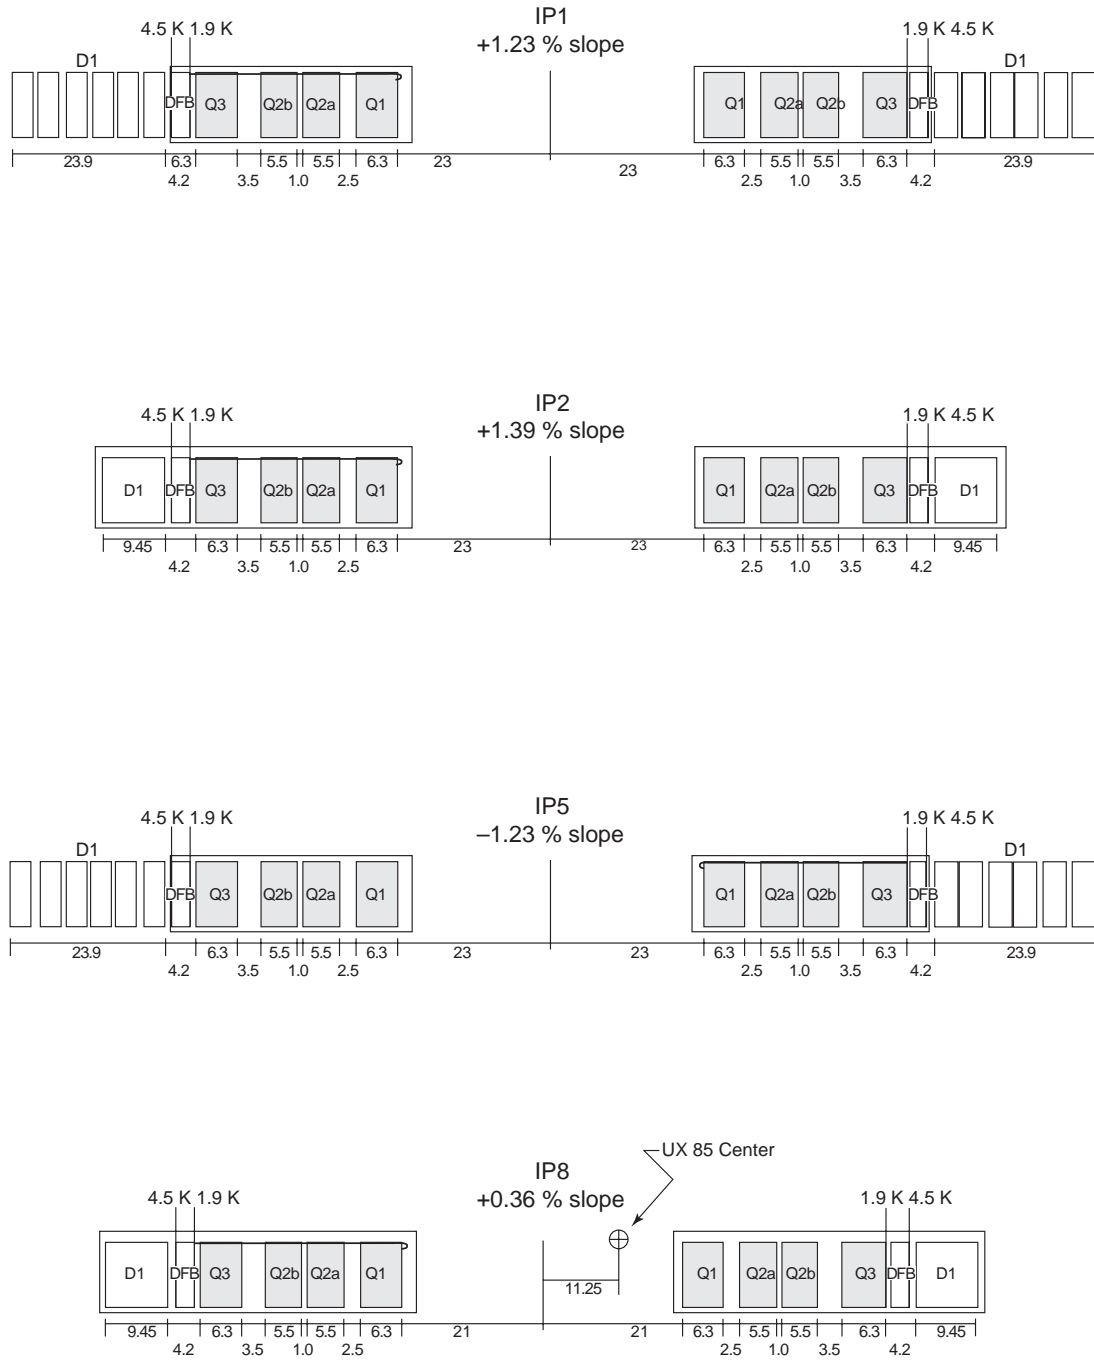 IP1
+1.23 % slope
4.5 K 1.9 K
1.9 K 4.5 K
D1
D1
DFB Q3 Q2b Q2a Q1
Q1 Q2a Q2b Q3 DFB
23.9 6.3 5.5 5.5 6.3 23
6.3 5.5 5.5 6.3 23.9
4.2 3.5 1.0 2.5
23
2.5 1.0 3.5 4.2
IP2
+1.39 % slope
4.5 K 1.9 K
1.9 K 4.5 K
D1 DFB Q3 Q2b Q2a Q1
Q1 Q2a Q2b Q3 DFB D1
9.45 6.3 5.5 5.5 6.3 23
23 6.3 5.5 5.5 6.3 9.45
4.2 3.5 1.0 2.5
2.5 1.0 3.5 4.2
IP5
–1.23 % slope
4.5 K 1.9 K
1.9 K 4.5 K
D1
D1
DFB Q3 Q2b Q2a Q1
Q1 Q2a Q2b Q3 DFB
23.9 6.3 5.5 5.5 6.3 23
23 6.3 5.5 5.5 6.3 23.9
4.2 3.5 1.0 2.5
2.5 1.0 3.5 4.2
UX 85 Center
IP8
+0.36 % slope
4.5 K 1.9 K
1.9 K 4.5 K
D1 DFB Q3 Q2b Q2a Q1
11.25
Q1 Q2a Q2b Q3 DFB D1
9.45 6.3 5.5 5.5 6.3 21
21 6.3 5.5 5.5 6.3 9.45
4.2 3.5 1.0 2.5
2.5 1.0 3.5 4.2